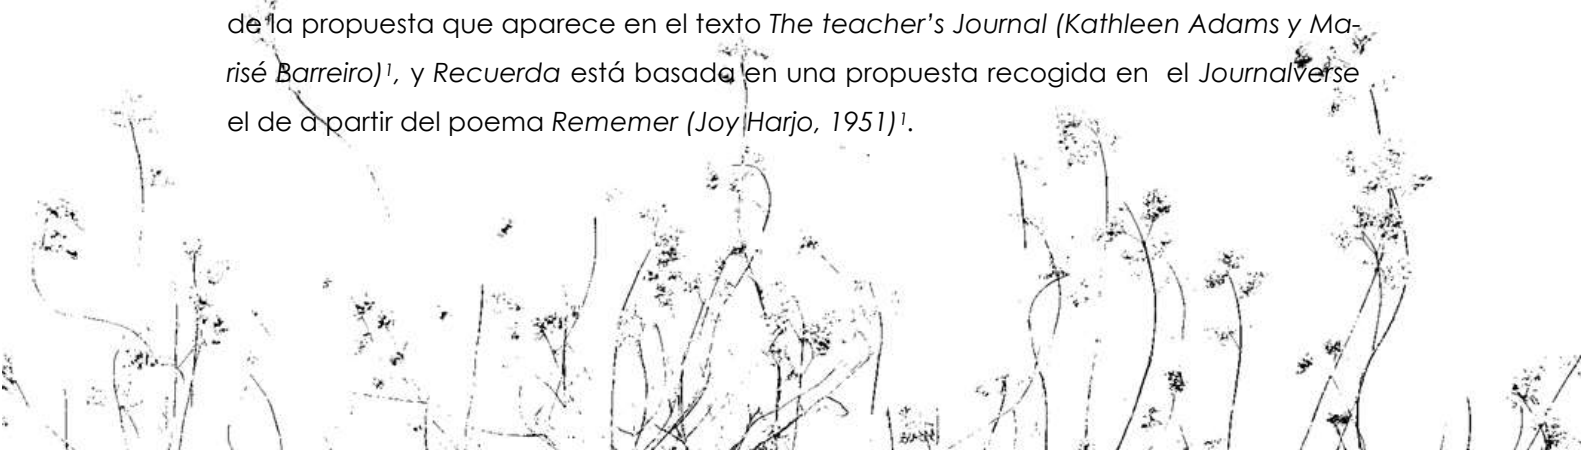 de la propuesta que aparece en el texto The teacher's Journal (Kathleen Adams y Ma-
risé Barreiro)¹, y Recuerda está basada en una propuesta recogida en el Journalverse
el de a partir del poema Rememer (Joy Harjo, 1951)¹.